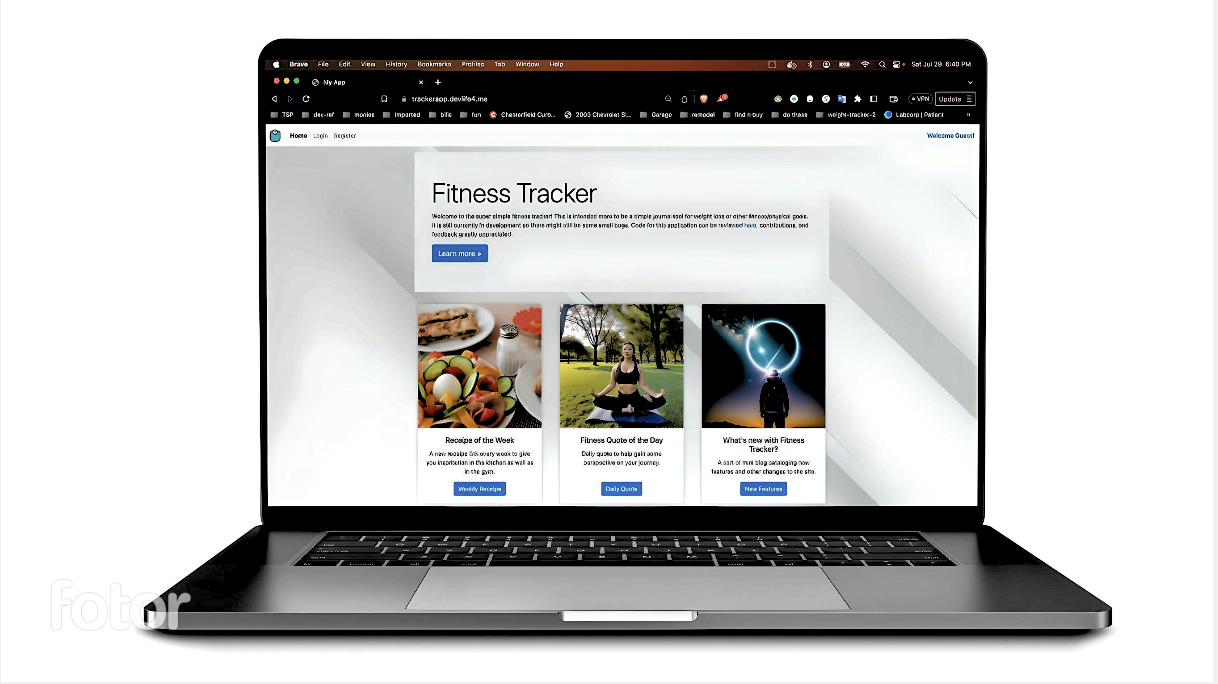 Brave File Edit View History Bookmarks Profiles Tab Window Help Sat Jul 29 6:40 PM
My App
trackerapp.devlife4.me VPN Update
TSP dev-ref monies imported bills fun Chesterfield Curo... 2003 Chevrolet Si... Garage remodel find n buy do these weight-tracker-2 Labcorp | Patient »
Home Login Register Welcome Guest!
Fitness Tracker
Welcome to the super simple fitness tracker! This is intended more to be a simple journal tool for weight loss or other fitness/physical goals.
It is still currently in development so there might still be some small bugs. Code for this application can be reviewed here, contributions, and
feedback greatly appreciated.
Learn more »
Receipe of the Week
A new receipe link every week to give
you inspiration in the kitchen as well as
in the gym.
Weekly Receipe
Fitness Quote of the Day
Daily quote to help gain some
perspective on your journey.
Daily Quote
What's new with Fitness
Tracker?
A sort of mini blog cataloging new
features and other changes to the site.
New Features
fotor